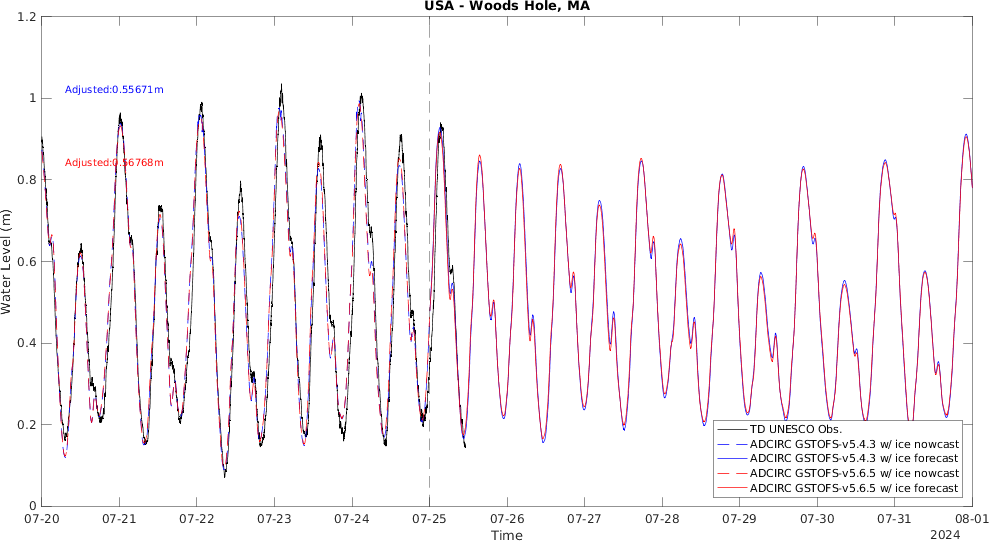 USA - Woods Hole, MA
1.2
1
0.8
0.6
0.4
0.2
0
Water Level (m)
Adjusted:0.55671m
Adjusted:0.56768m
TD UNESCO Obs.
ADCIRC GSTOFS-v5.4.3 w/ ice nowcast
ADCIRC GSTOFS-v5.4.3 w/ ice forecast
ADCIRC GSTOFS-v5.6.5 w/ ice nowcast
ADCIRC GSTOFS-v5.6.5 w/ ice forecast
07-20 07-21 07-22 07-23 07-24 07-25 07-26 07-27 07-28 07-29 07-30 07-31 08-01
Time
2024